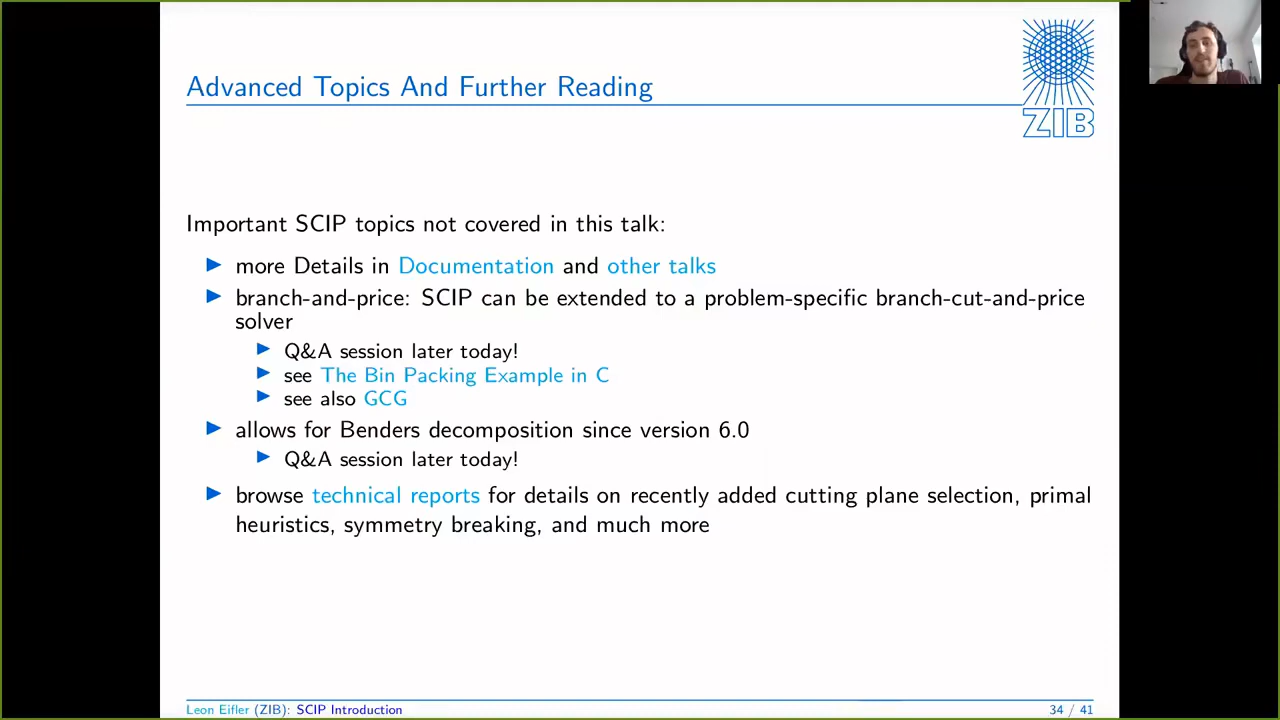 Advanced Topics And Further Reading
ZIB
Important SCIP topics not covered in this talk:
more Details in Documentation and other talks
branch-and-price: SCIP can be extended to a problem-specific branch-cut-and-price
solver
Q&A session later today!
see The Bin Packing Example in C
see also GCG
allows for Benders decomposition since version 6.0
Q&A session later today!
browse technical reports for details on recently added cutting plane selection, primal
heuristics, symmetry breaking, and much more
Leon Eifler (ZIB): SCIP Introduction
34 / 41